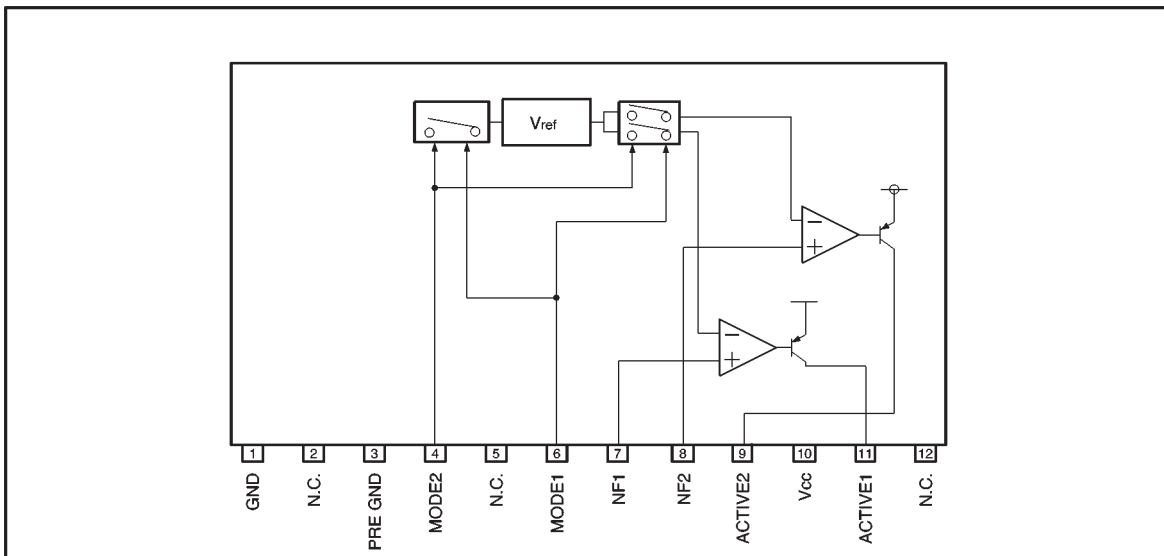 Vref
−
+
−
+
1 2 3 4 5 6 7 8 9 10 11 12
GND
N.C.
PRE GND
MODE2
N.C.
MODE1
NF1
NF2
ACTIVE2
Vcc
ACTIVE1
N.C.